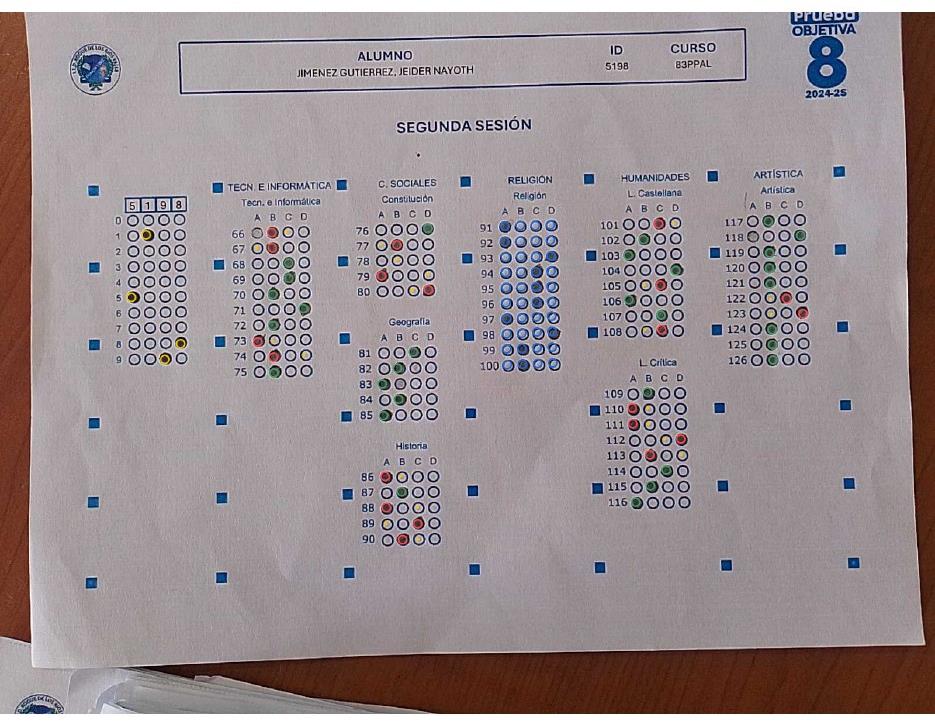 Prueba
OBJETIVA
8
2024-25
ALUMNO ID CURSO
JIMENEZ GUTIERREZ, JEIDER NAYOTH 5198 83PPAL
SEGUNDA SESIÓN
5 1 9 8
0
1
2
3
4
5
6
7
8
9
TECN. E INFORMÁTICA
Tecn. e Informática
A B C D
66
67
68
69
70
71
72
73
74
75
C. SOCIALES
Constitución
A B C D
76
77
78
79
80
Geografía
A B C D
81
82
83
84
85
Historia
A B C D
86
87
88
89
90
RELIGIÓN
Religión
A B C D
91
92
93
94
95
96
97
98
99
100
HUMANIDADES
L. Castellana
A B C D
101
102
103
104
105
106
107
108
L. Crítica
A B C D
109
110
111
112
113
114
115
116
ARTÍSTICA
Artística
A B C D
117
118
119
120
121
122
123
124
125
126